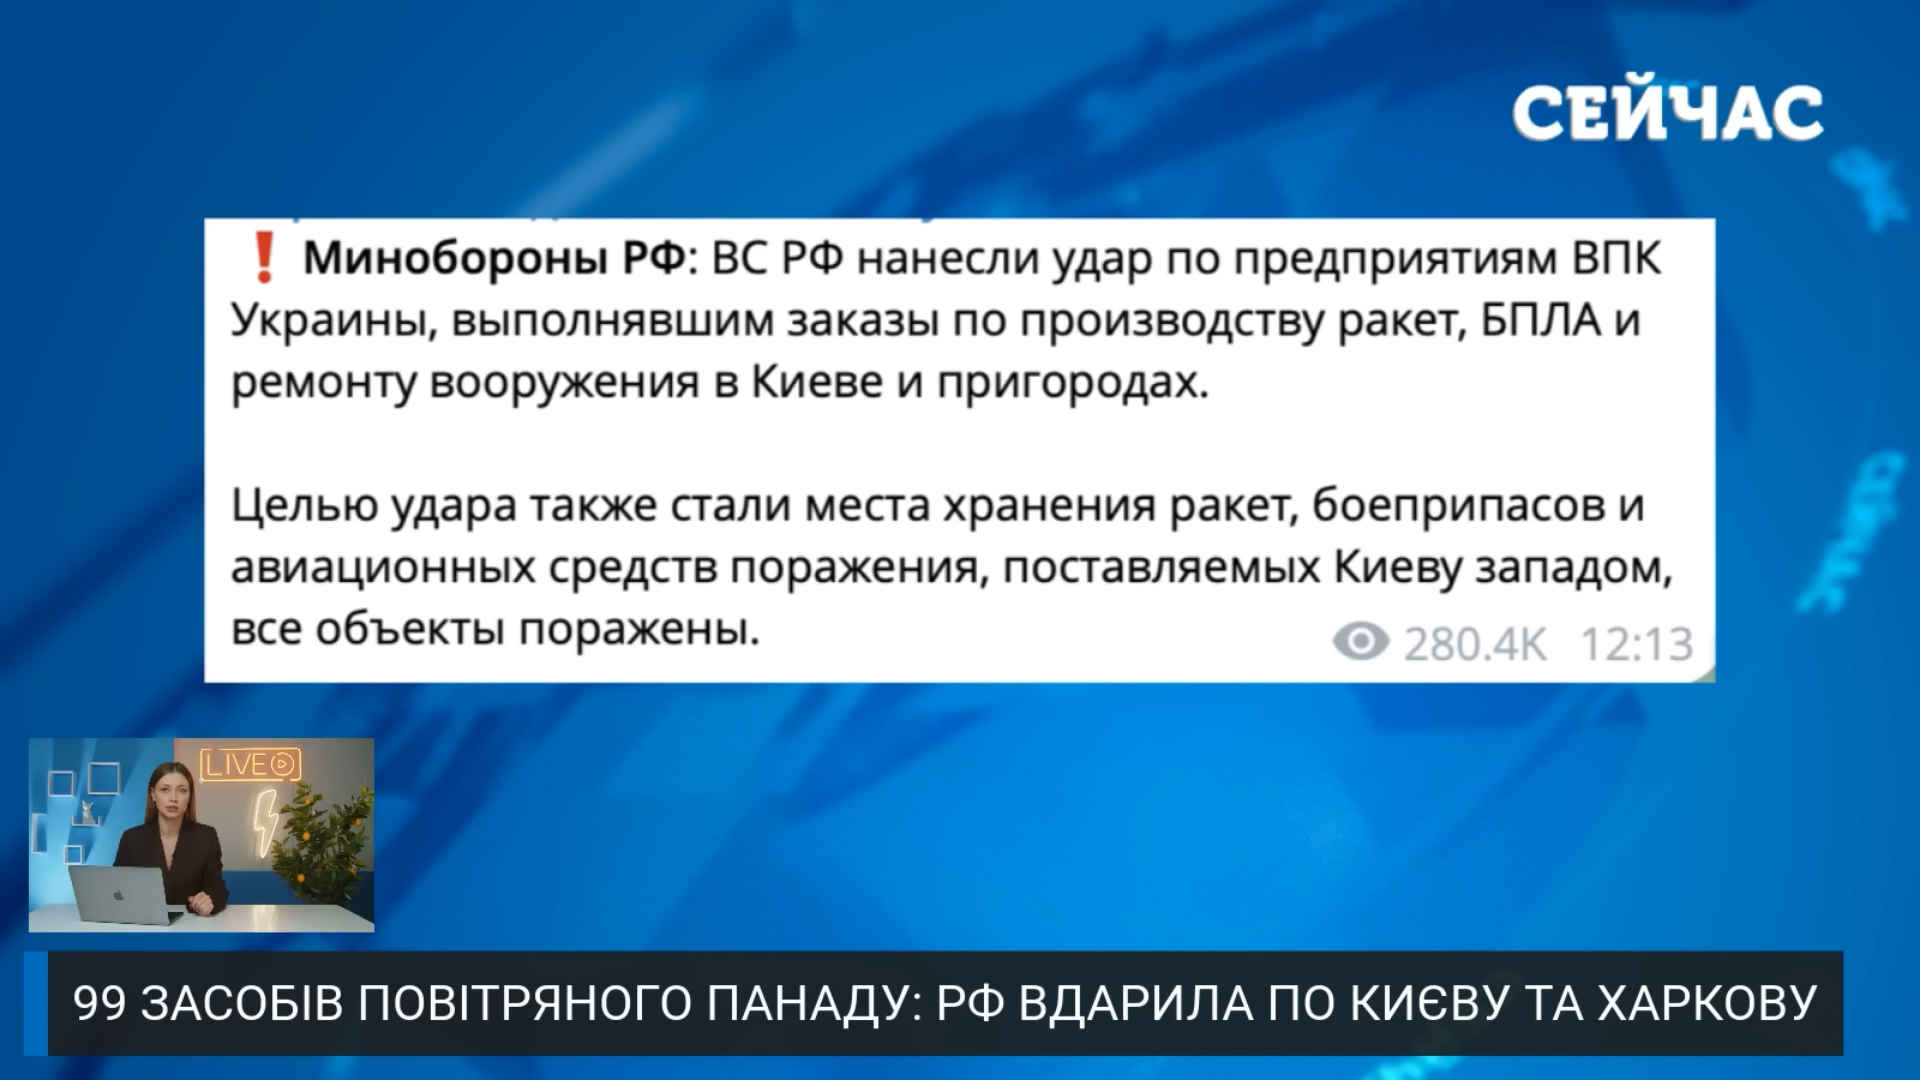 СЕЙЧАС
❗ Минобороны РФ: ВС РФ нанесли удар по предприятиям ВПК
Украины, выполнявшим заказы по производству ракет, БПЛА и
ремонту вооружения в Киеве и пригородах.
Целью удара также стали места хранения ракет, боеприпасов и
авиационных средств поражения, поставляемых Киеву западом,
все объекты поражены.
280.4K 12:13
LIVE
99 ЗАСОБІВ ПОВІТРЯНОГО ПАНАДУ: РФ ВДАРИЛА ПО КИЄВУ ТА ХАРКОВУ